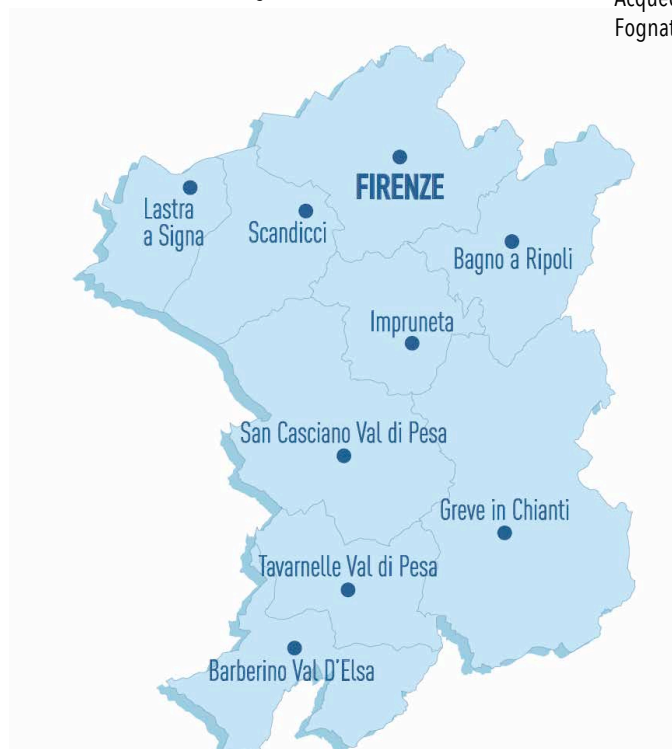 FIRENZE
Lastra
a Signa
Scandicci
Bagno a Ripoli
Impruneta
San Casciano Val di Pesa
Greve in Chianti
Tavarnelle Val di Pesa
Barberino Val D'Elsa